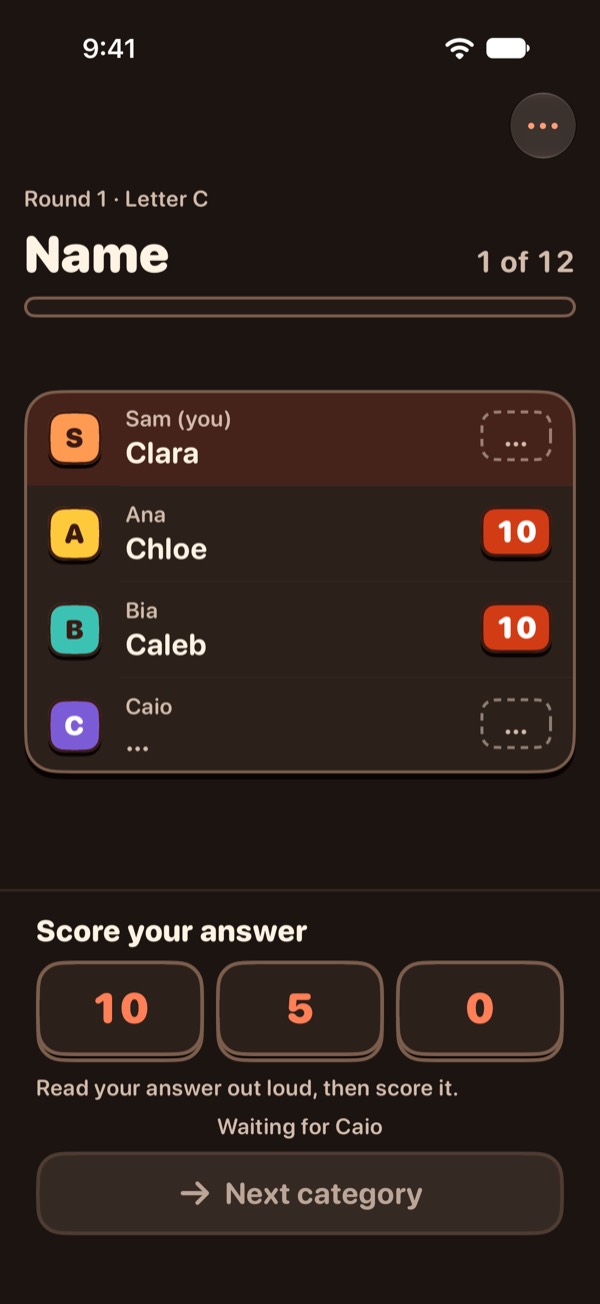 9:41
...
Round 1 · Letter C
Name
1 of 12
S
Sam (you)
Clara
...
A
Ana
Chloe
10
B
Bia
Caleb
10
C
Caio
...
...
Score your answer
10
5
0
Read your answer out loud, then score it.
Waiting for Caio
→ Next category